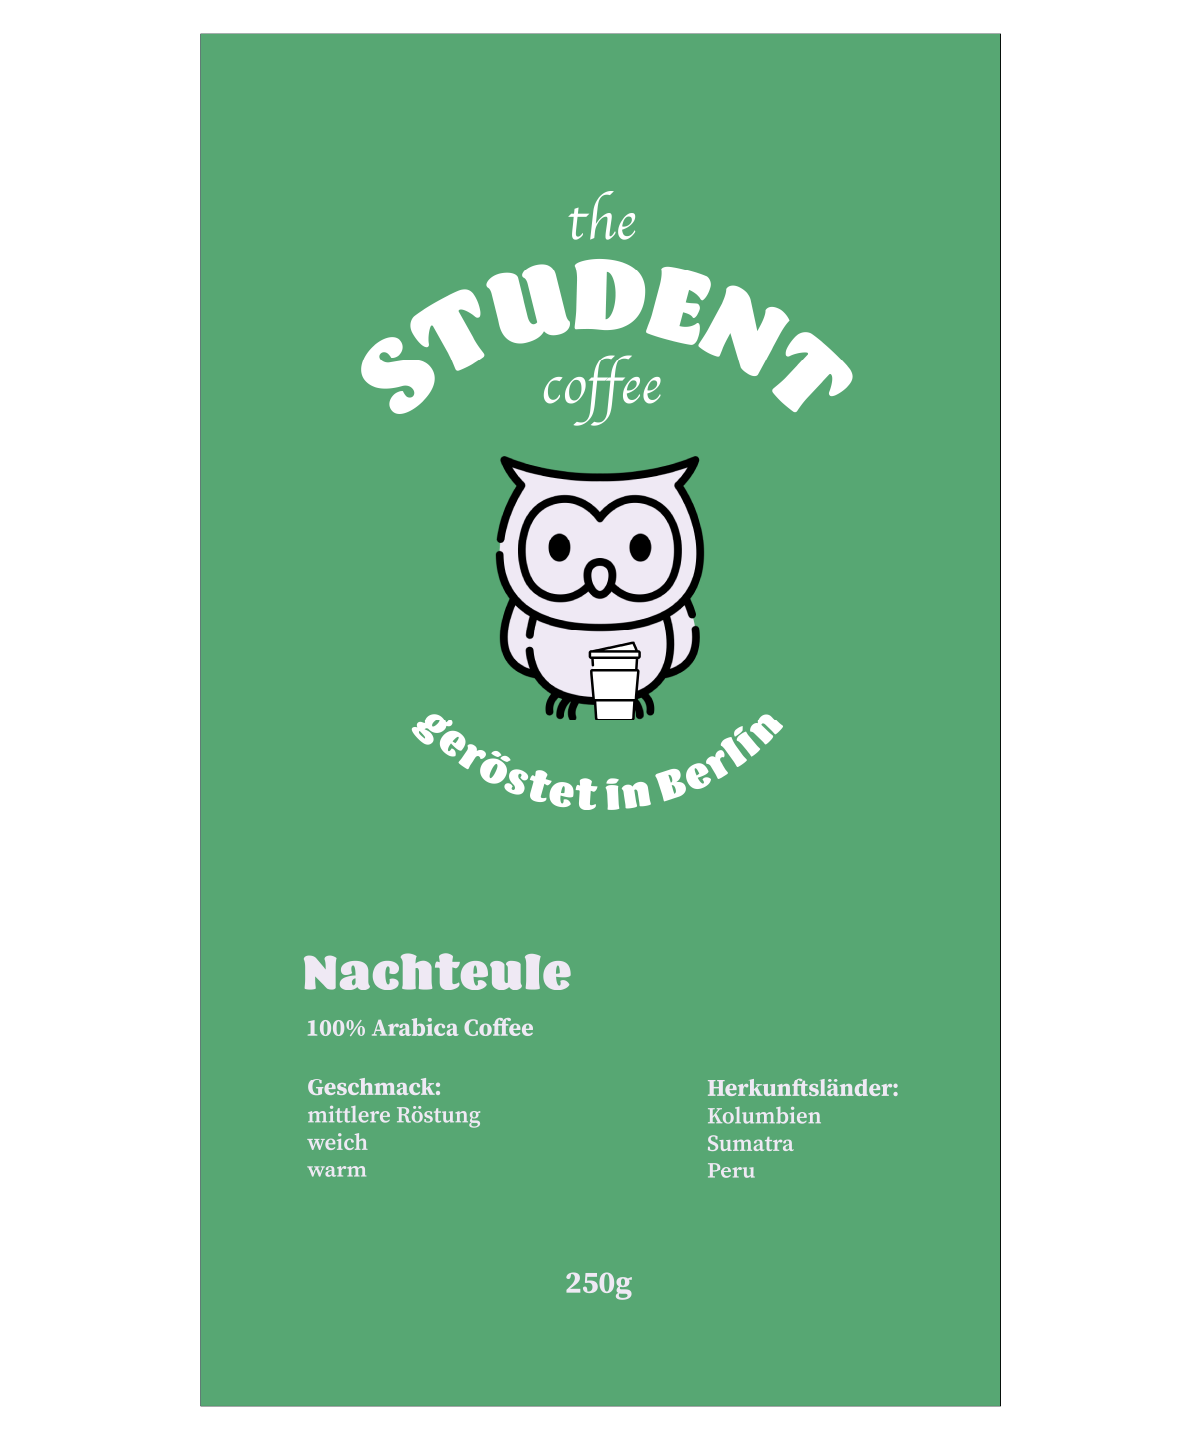 the
STUDENT
coffee
geröstet in Berlin
Nachteule
100% Arabica Coffee
Geschmack:
mittlere Röstung
weich
warm
Herkunftsländer:
Kolumbien
Sumatra
Peru
250g